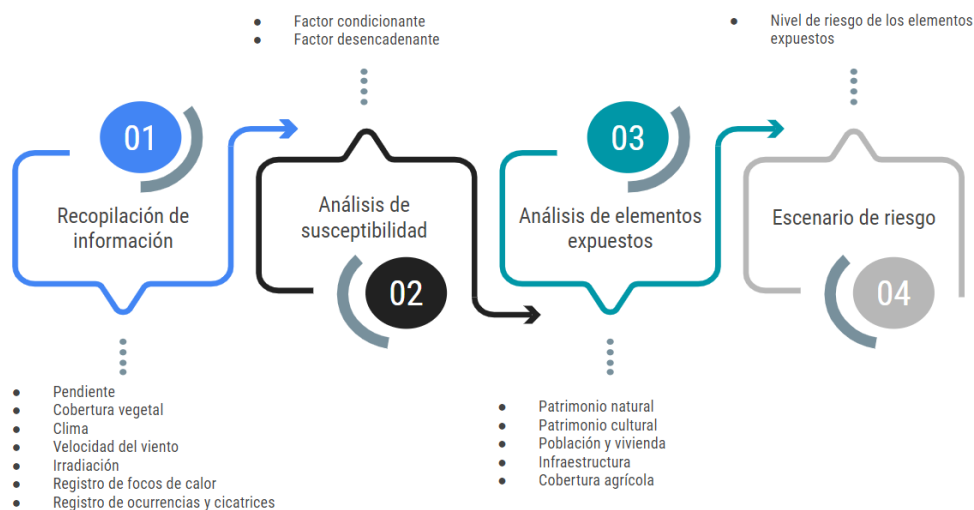 01
Recopilación de
información
● Pendiente
● Cobertura vegetal
● Clima
● Velocidad del viento
● Irradiación
● Registro de focos de calor
● Registro de ocurrencias y cicatrices
● Factor condicionante
● Factor desencadenante
Análisis de
susceptibilidad
02
03
Análisis de elementos
expuestos
● Patrimonio natural
● Patrimonio cultural
● Población y vivienda
● Infraestructura
● Cobertura agrícola
● Nivel de riesgo de los elementos
expuestos
Escenario de riesgo
04